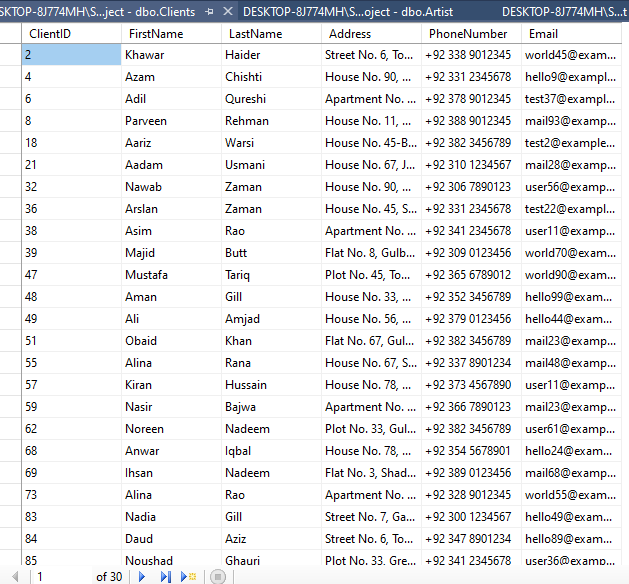 SKTOP-8J774MH\S...ject - dbo.Clients DESKTOP-8J774MH\S...oject - dbo.Artist DESKTOP-8J774MH\S...t
ClientID FirstName LastName Address PhoneNumber Email
2 Khawar Haider Street No. 6, To... +92 338 9012345 world45@exam...
4 Azam Chishti House No. 90, ... +92 331 2345678 hello9@exampl...
6 Adil Qureshi Apartment No. ... +92 378 9012345 test37@exampl...
8 Parveen Rehman House No. 11, ... +92 388 9012345 mail93@examp...
18 Aariz Warsi House No. 45-B... +92 382 3456789 test2@example...
21 Aadam Usmani House No. 67, J... +92 310 1234567 mail28@examp...
32 Nawab Zaman House No. 90, ... +92 306 7890123 user56@examp...
36 Arslan Zaman House No. 45, S... +92 331 2345678 test22@exampl...
38 Asim Rao Apartment No. ... +92 341 2345678 user11@examp...
39 Majid Butt Flat No. 8, Gulb... +92 309 0123456 world70@exam...
47 Mustafa Tariq Plot No. 45, To... +92 365 6789012 world90@exam...
48 Aman Gill House No. 33, ... +92 352 3456789 hello99@exam...
49 Ali Amjad House No. 56, ... +92 379 0123456 hello44@exam...
51 Obaid Khan Flat No. 67, Gul... +92 382 3456789 mail23@examp...
55 Alina Rana House No. 67, S... +92 337 8901234 mail48@examp...
57 Kiran Hussain House No. 78, ... +92 373 4567890 user11@examp...
59 Nasir Bajwa Apartment No. ... +92 366 7890123 mail23@examp...
62 Noreen Nadeem Plot No. 33, Gul... +92 382 3456789 user61@examp...
68 Anwar Iqbal House No. 78, ... +92 354 5678901 hello24@exam...
69 Ihsan Nadeem Flat No. 3, Shad... +92 389 0123456 mail68@examp...
73 Alina Rao Apartment No. ... +92 328 9012345 world55@exam...
83 Nadia Gill Street No. 7, Ga... +92 300 1234567 hello49@exam...
84 Daud Aziz Street No. 6, To... +92 347 8901234 hello89@exam...
85 Noushad Ghauri Plot No. 33, Gre... +92 341 2345678 user36@examp...
1 of 30